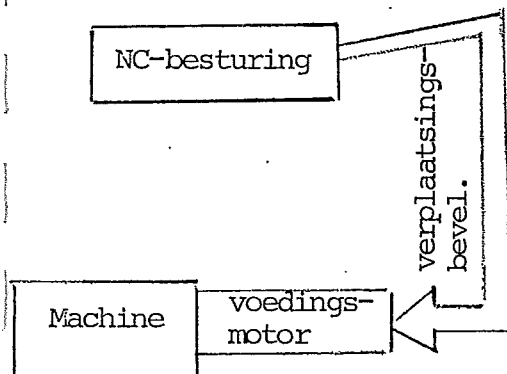 NC-besturing
verplaatsings-
bevel.
voedings-
motor
Machine